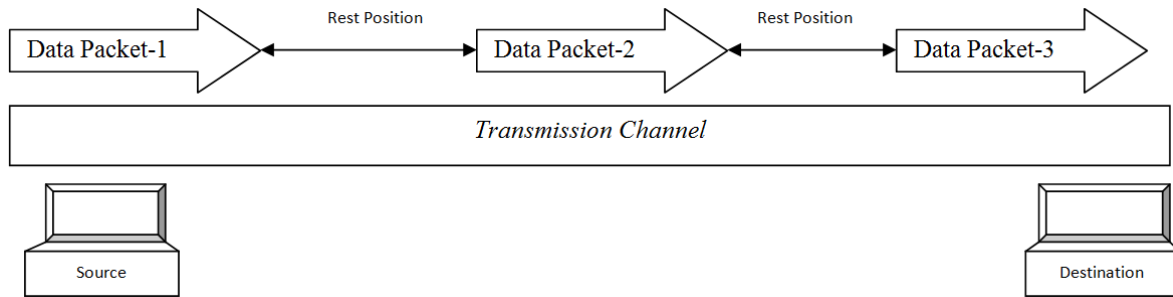 Rest Position
Rest Position
Data Packet-1
Data Packet-2
Data Packet-3
Transmission Channel
Source
Destination